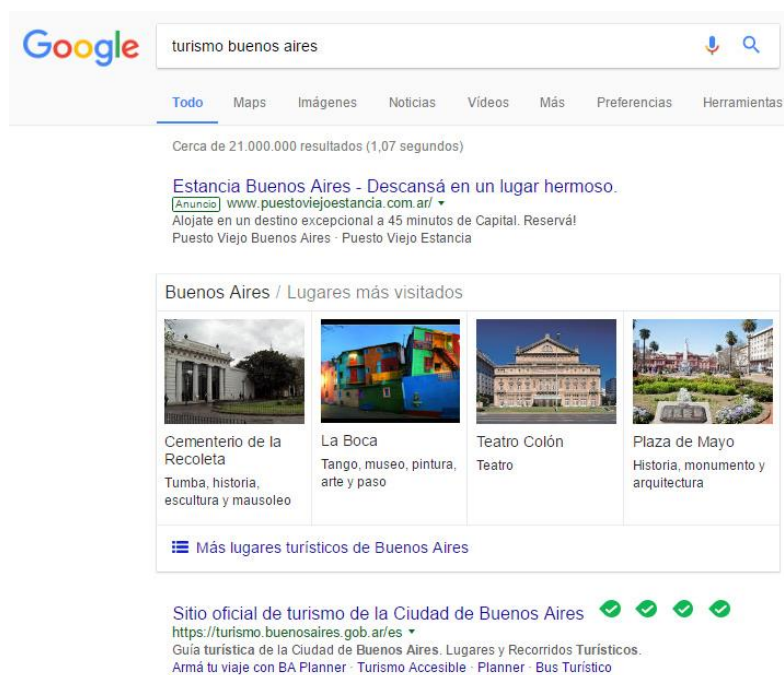 Google
turismo buenos aires
Todo Maps Imágenes Noticias Vídeos Más Preferencias Herramientas
Cerca de 21.000.000 resultados (1,07 segundos)
Estancia Buenos Aires - Descansá en un lugar hermoso.
Anuncio www.puestoviejoestancia.com.ar/
Alojate en un destino excepcional a 45 minutos de Capital. Reservá!
Puesto Viejo Buenos Aires · Puesto Viejo Estancia
Buenos Aires / Lugares más visitados
Cementerio de la
Recoleta
Tumba, historia,
escultura y mausoleo
La Boca
Tango, museo, pintura,
arte y paso
Teatro Colón
Teatro
Plaza de Mayo
Historia, monumento y
arquitectura
Más lugares turísticos de Buenos Aires
Sitio oficial de turismo de la Ciudad de Buenos Aires
https://turismo.buenosaires.gob.ar/es
Guía turística de la Ciudad de Buenos Aires. Lugares y Recorridos Turísticos.
Armá tu viaje con BA Planner · Turismo Accesible · Planner · Bus Turístico